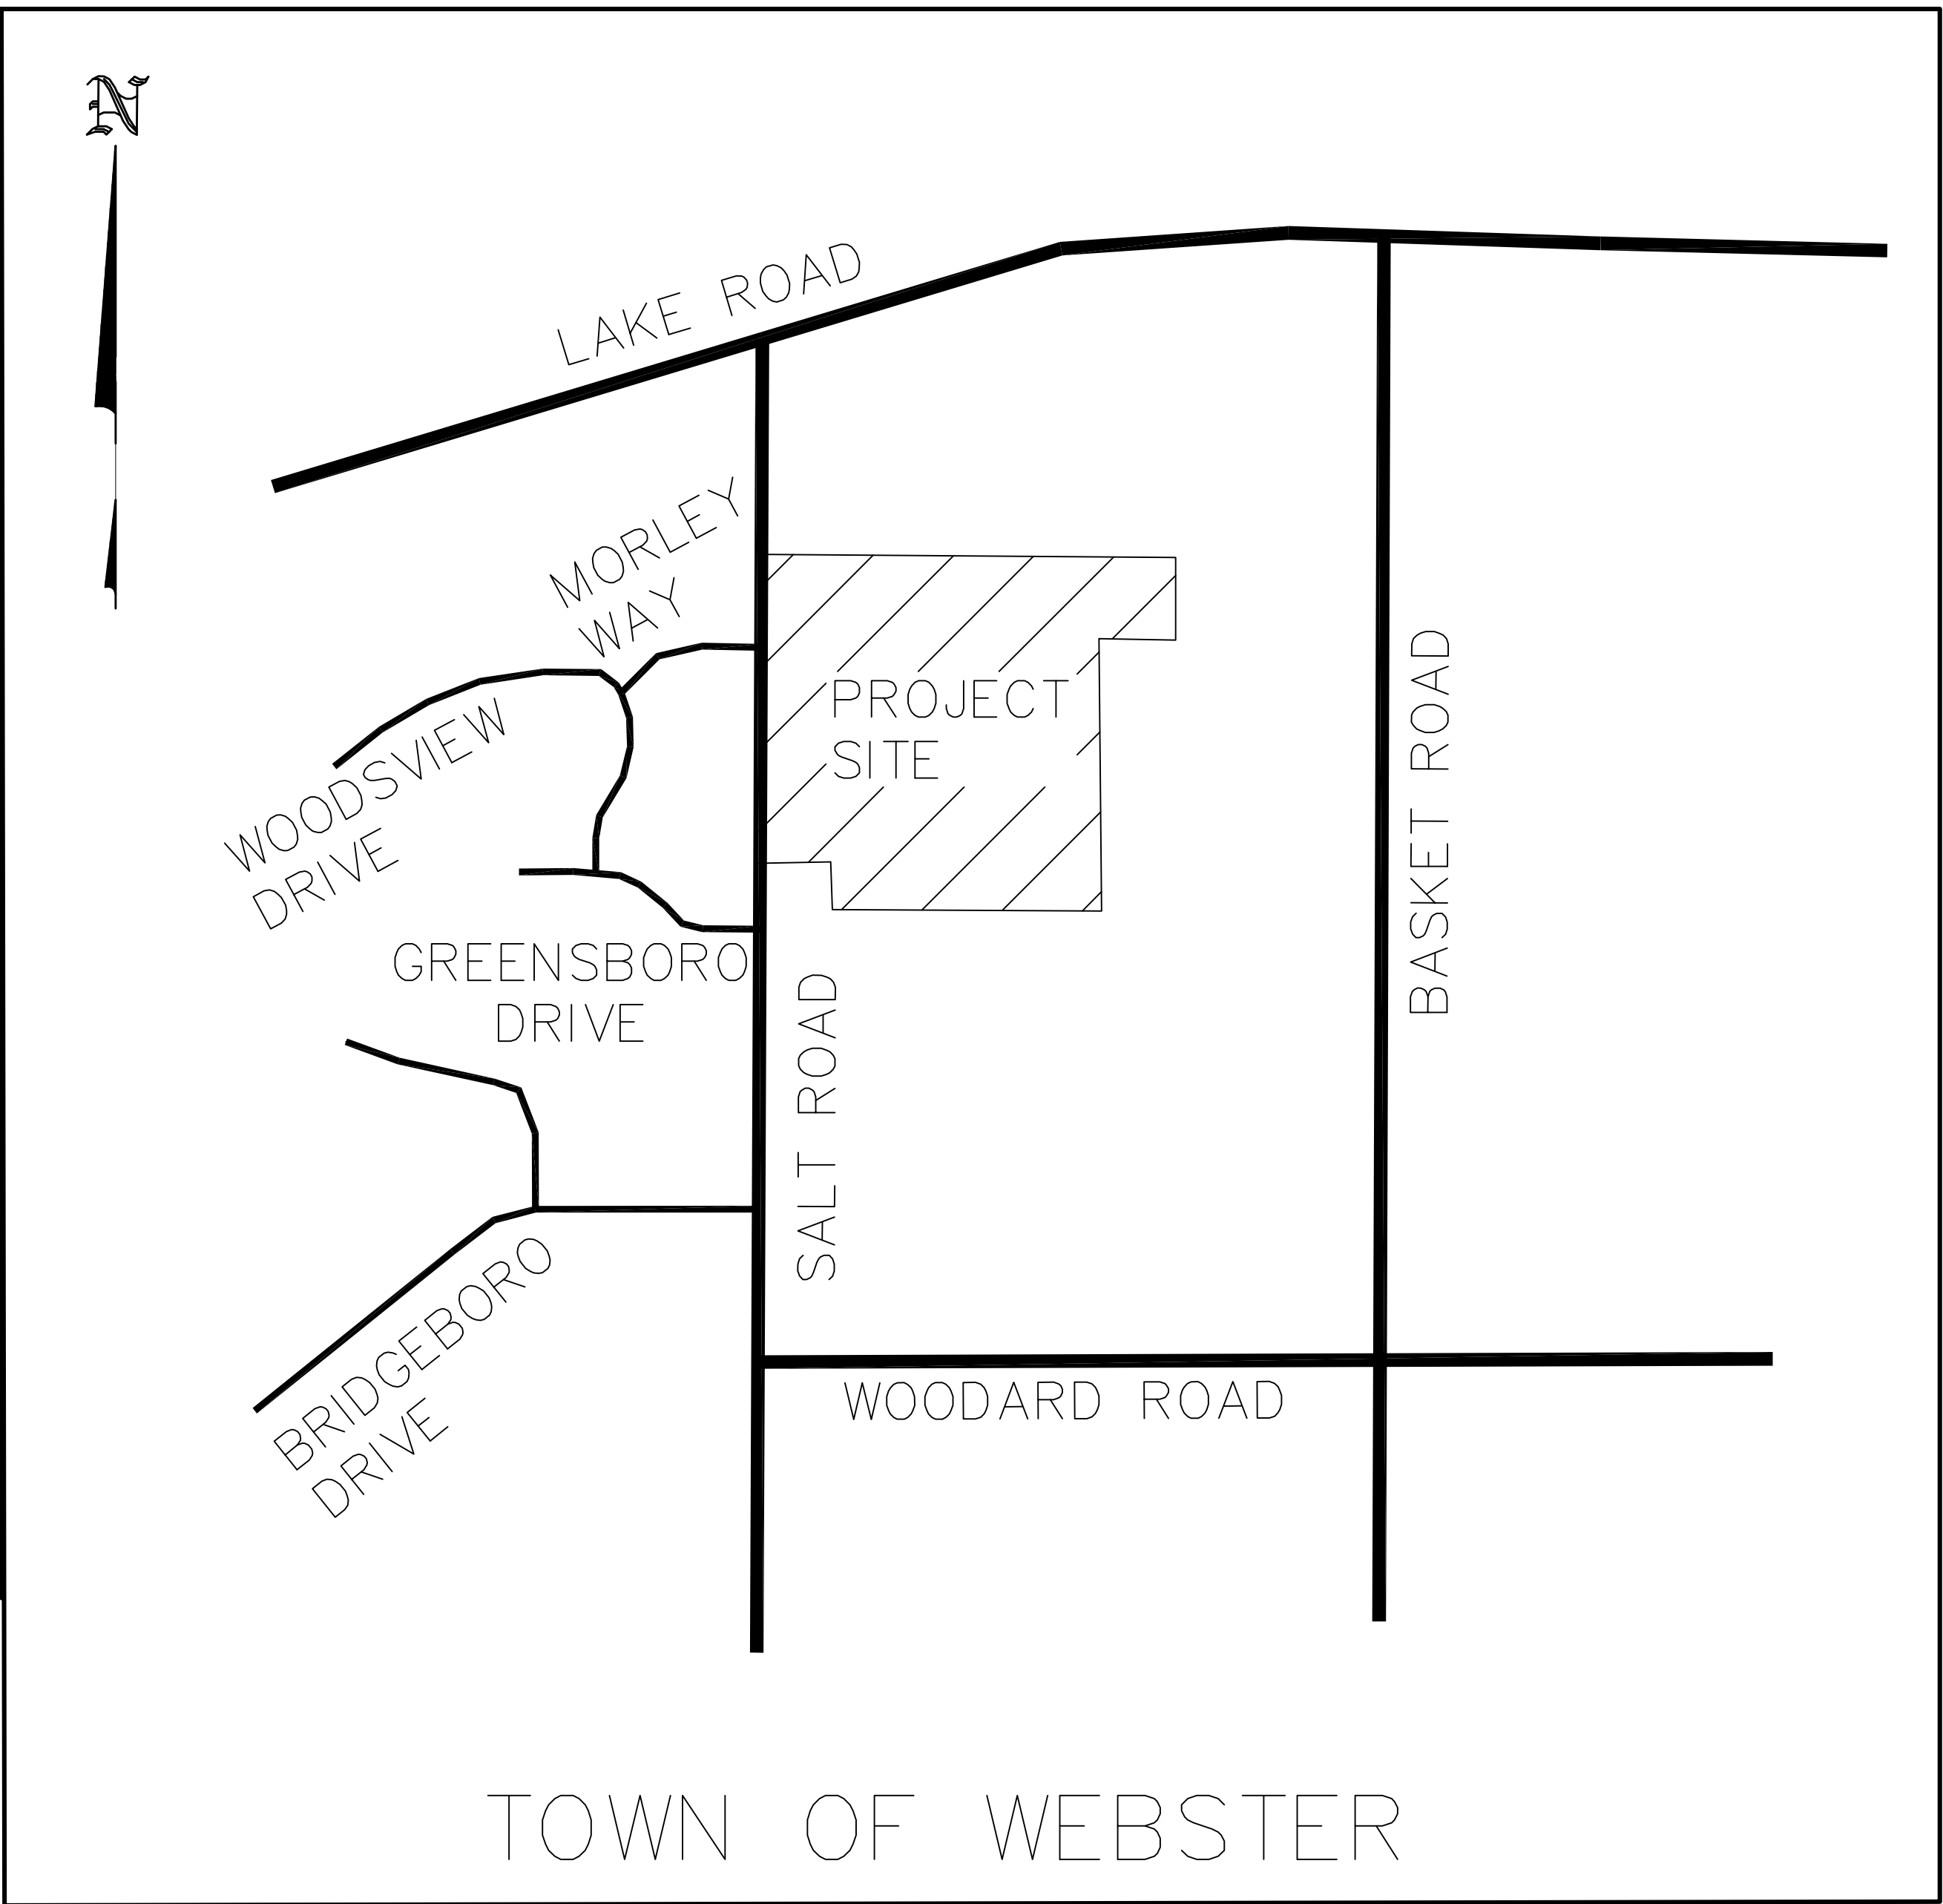 N
LAKE ROAD
MORLEY
WAY
WOODSVIEW
DRIVE
PROJECT
SITE
BASKET ROAD
GREENSBORO
DRIVE
SALT ROAD
BRIDGEBORO
DRIVE
WOODARD ROAD
TOWN OF WEBSTER